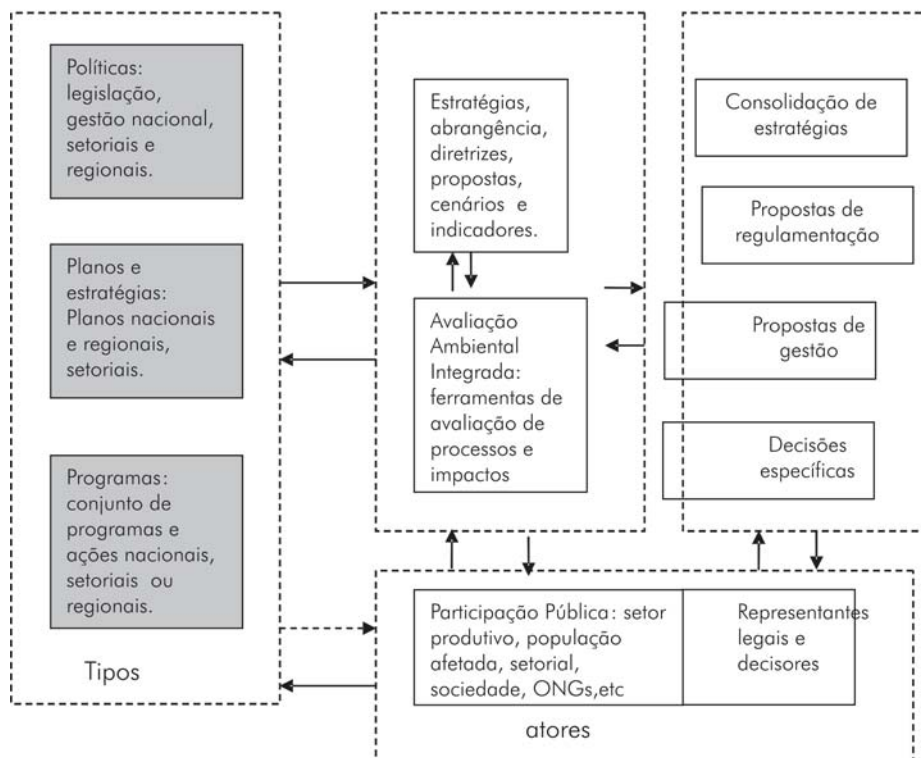 Políticas:
legislação,
gestão nacional,
setoriais e
regionais.
Planos e
estratégias:
Planos nacionais
e regionais,
setoriais.
Programas:
conjunto de
programas e
ações nacionais,
setoriais ou
regionais.
Tipos
Estratégias,
abrangência,
diretrizes,
propostas,
cenários e
indicadores.
Avaliação
Ambiental
Integrada:
ferramentas de
avaliação de
processos e
impactos
Consolidação de
estratégias
Propostas de
regulamentação
Propostas de
gestão
Decisões
específicas
Participação Pública: setor
produtivo, população
afetada, setorial,
sociedade, ONGs,etc
Representantes
legais e
decisores
atores